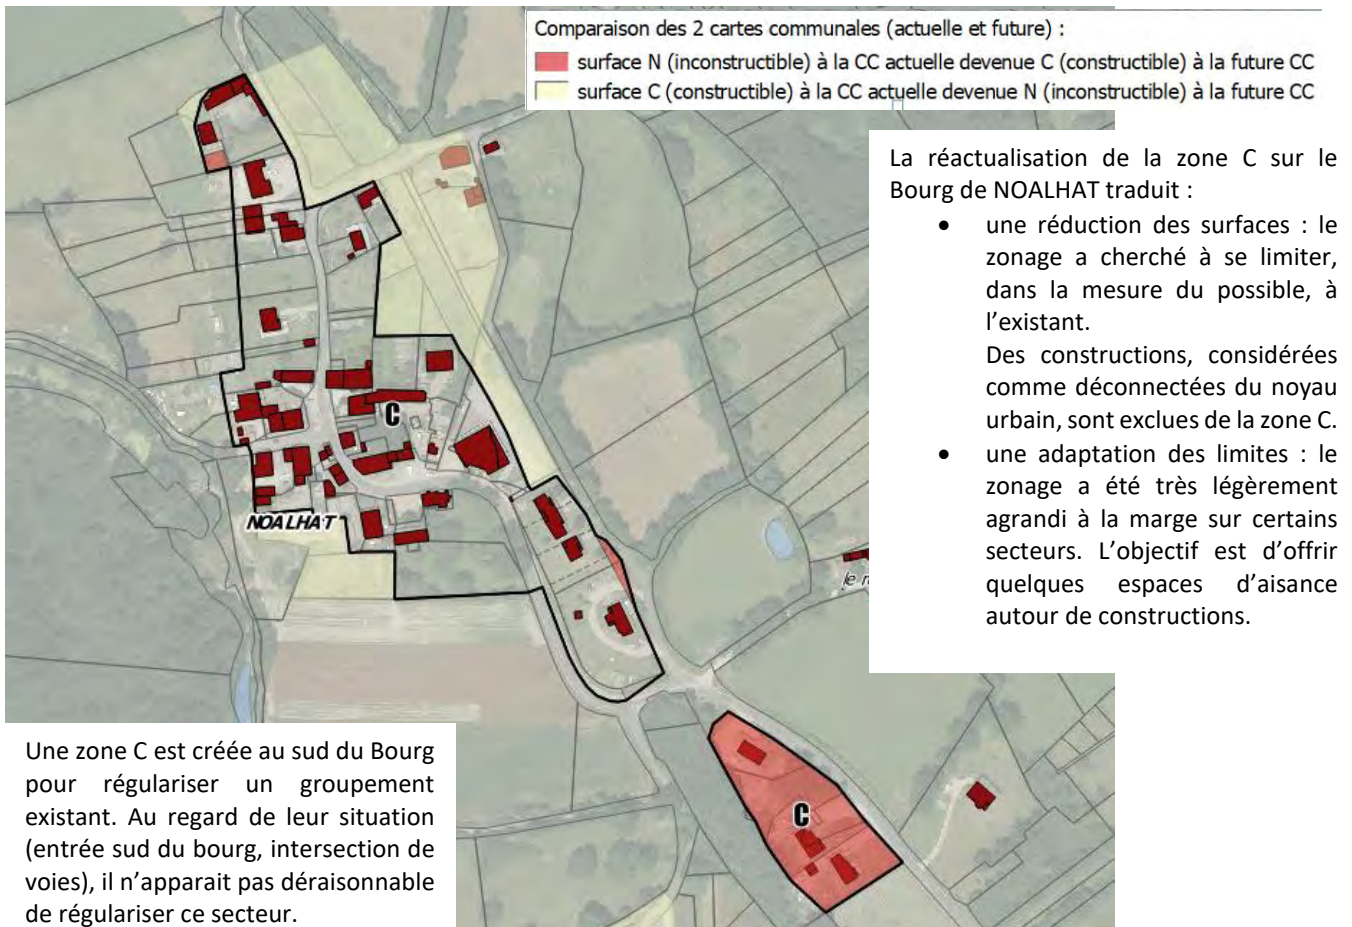 Comparaison des 2 cartes communales (actuelle et future) :
surface N (inconstructible) à la CC actuelle devenue C (constructible) à la future CC
surface C (constructible) à la CC actuelle devenue N (inconstructible) à la future CC
La réactualisation de la zone C sur le
Bourg de NOALHAT traduit :
• une réduction des surfaces : le
zonage a cherché à se limiter,
dans la mesure du possible, à
l’existant.
Des constructions, considérées
comme déconnectées du noyau
urbain, sont exclues de la zone C.
• une adaptation des limites : le
zonage a été très légèrement
agrandi à la marge sur certains
secteurs. L’objectif est d’offrir
quelques espaces d’aisance
autour de constructions.
C
NOALHAT
C
Une zone C est créée au sud du Bourg
pour régulariser un groupement
existant. Au regard de leur situation
(entrée sud du bourg, intersection de
voies), il n’apparait pas déraisonnable
de régulariser ce secteur.